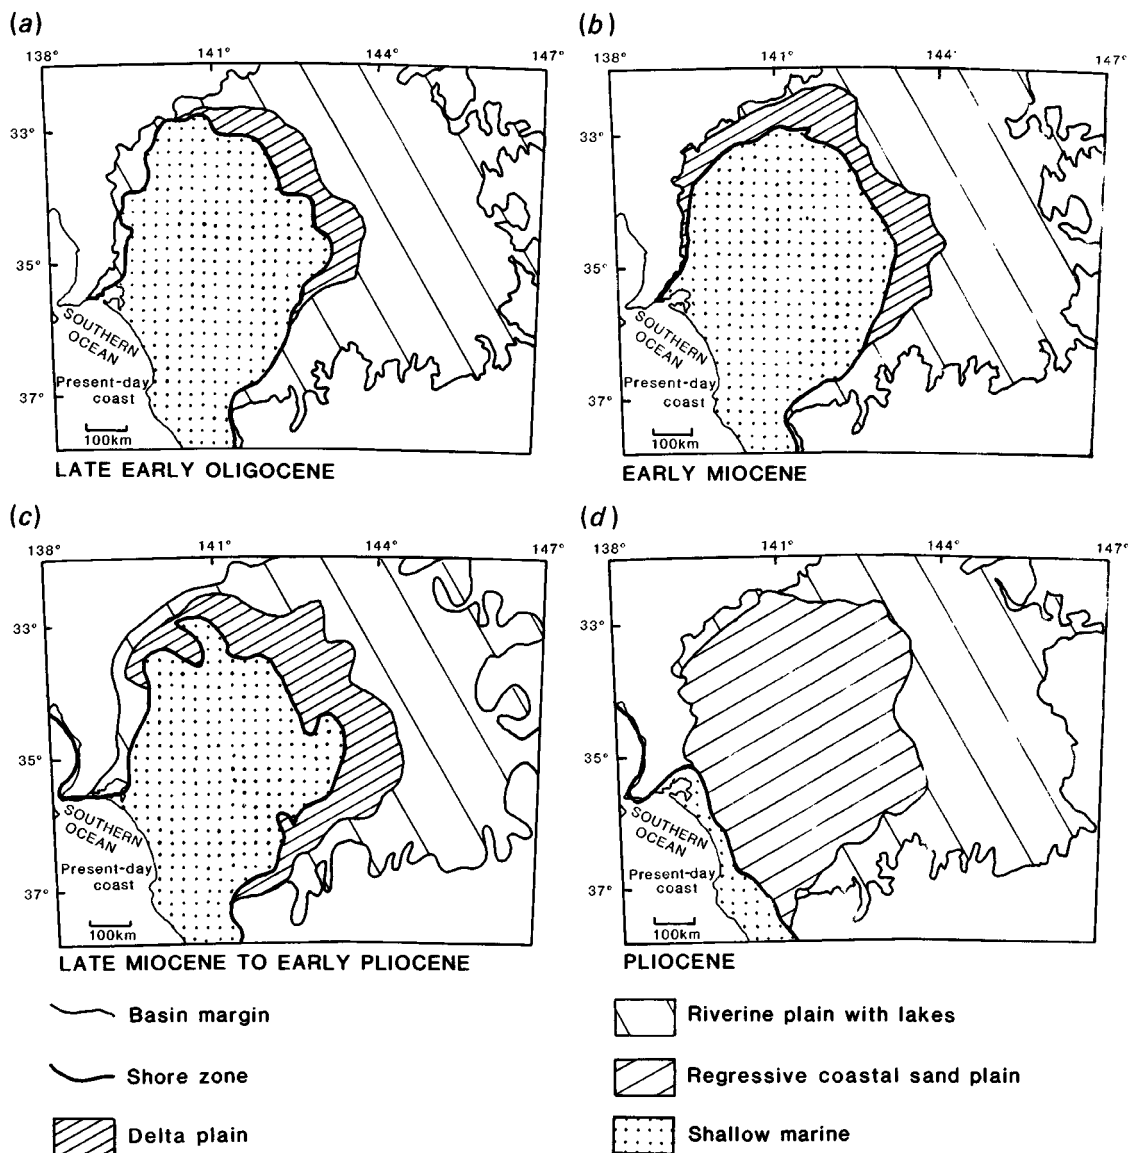 (a)
138° 141° 144° 147°
33°
35°
37°
SOUTHERN
OCEAN
Present-day
coast
100km
LATE EARLY OLIGOCENE
(b)
138° 141° 144° 147°
33°
35°
37°
SOUTHERN
OCEAN
Present-day
coast
100km
EARLY MIOCENE
(c)
138° 141° 144° 147°
33°
35°
37°
SOUTHERN
OCEAN
Present-day
coast
100km
LATE MIOCENE TO EARLY PLIOCENE
(d)
138° 141° 144° 147°
33°
35°
37°
SOUTHERN
OCEAN
Present-day
coast
100km
PLIOCENE
Basin margin
Shore zone
Delta plain
Riverine plain with lakes
Regressive coastal sand plain
Shallow marine